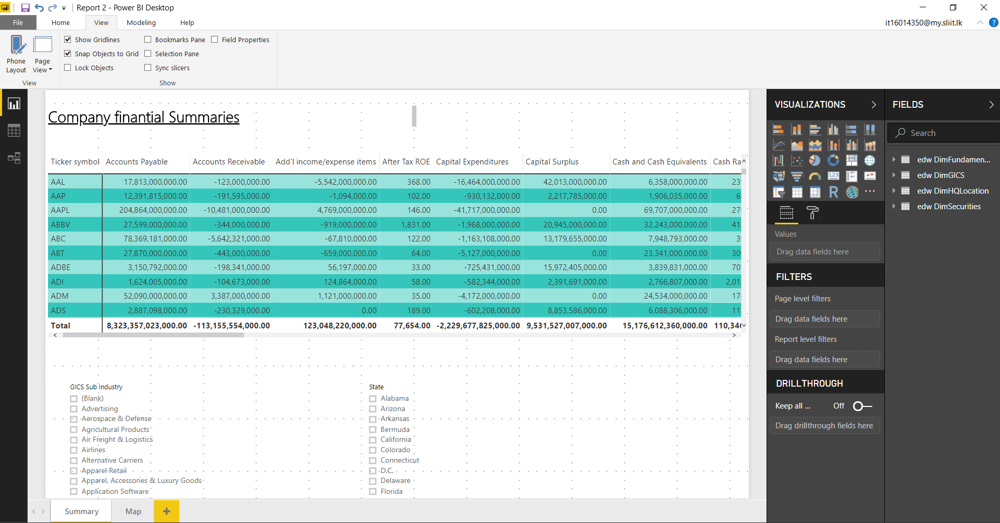 Report 2 - Power BI Desktop
File Home View Modeling Help it16014350@my.sliit.lk ?
Phone Layout
Page View
Show Gridlines Bookmarks Pane Field Properties
Snap Objects to Grid Selection Pane
Lock Objects Sync slicers
View Show
Company finantial Summaries
Ticker symbol Accounts Payable Accounts Receivable Add'l income/expense items After Tax ROE Capital Expenditures Capital Surplus Cash and Cash Equivalents Cash Ra
AAL 17,813,000,000.00 -123,000,000.00 -5,542,000,000.00 368.00 -16,464,000,000.00 42,013,000,000.00 6,358,000,000.00
AAP 12,391,815,000.00 -191,595,000.00 -1,094,000.00 102.00 -930,132,000.00 2,217,785,000.00 1,906,035,000.00
AAPL 204,864,000,000.00 -10,481,000,000.00 4,769,000,000.00 146.00 -41,717,000,000.00 0.00 69,707,000,000.00
ABBV 27,599,000,000.00 -344,000,000.00 -919,000,000.00 1,831.00 -1,968,000,000.00 20,945,000,000.00 32,243,000,000.00
ABC 78,369,181,000.00 -5,642,321,000.00 -67,810,000.00 122.00 -1,163,108,000.00 13,179,655,000.00 7,948,793,000.00
ABT 27,870,000,000.00 -443,000,000.00 -659,000,000.00 64.00 -5,127,000,000.00 0.00 23,341,000,000.00
ADBE 3,150,792,000.00 -198,341,000.00 56,197,000.00 33.00 -725,431,000.00 15,972,405,000.00 3,839,831,000.00
ADI 1,624,005,000.00 -104,673,000.00 124,864,000.00 58.00 -582,344,000.00 2,391,691,000.00 2,766,807,000.00
ADM 52,090,000,000.00 3,387,000,000.00 1,121,000,000.00 35.00 -4,172,000,000.00 0.00 24,534,000,000.00
ADS 2,887,098,000.00 -230,329,000.00 0.00 189.00 -602,208,000.00 8,853,586,000.00 6,088,306,000.00
Total 8,323,357,023,000.00 -113,155,554,000.00 123,048,220,000.00 77,654.00 -2,229,677,825,000.00 9,531,527,007,000.00 15,176,612,360,000.00
GICS Sub Industry
(Blank)
Advertising
Aerospace & Defense
Agricultural Products
Air Freight & Logistics
Airlines
Alternative Carriers
Apparel Retail
Apparel, Accessories & Luxury Goods
Application Software
State
Alabama
Arizona
Arkansas
Bermuda
California
Colorado
Connecticut
D.C.
Delaware
Florida
Summary Map +
VISUALIZATIONS
123
R
...
Values
Drag data fields here
FILTERS
Page level filters
Drag data fields here
Report level filters
Drag data fields here
DRILLTHROUGH
Keep all ... Off
Drag drillthrough fields here
FIELDS
Search
edw DimFundamen...
edw DimGICS
edw DimHQLocation
edw DimSecurities